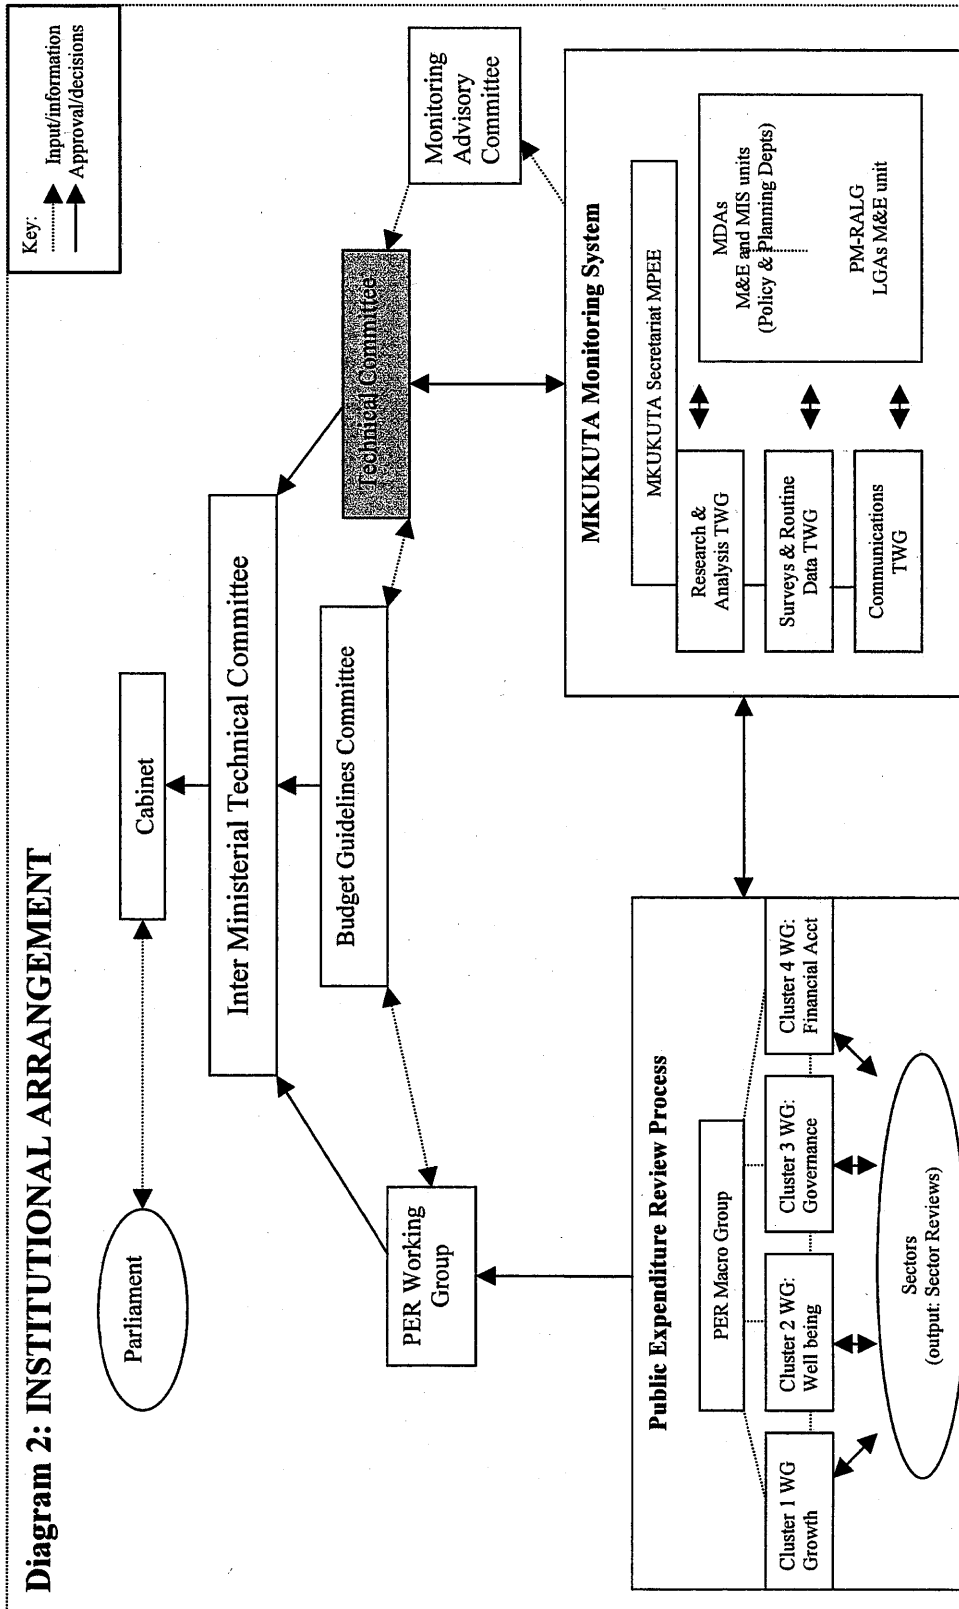 Diagram 2: INSTITUTIONAL ARRANGEMENT
Key:
Input/information
Approval/decisions
Parliament
Cabinet
Inter Ministerial Technical Committee
Budget Guidelines Committee
Technical Committee
Monitoring
Advisory
Committee
PER Working
Group
Public Expenditure Review Process
PER Macro Group
Cluster 1 WG
Growth
Cluster 2 WG:
Well being
Cluster 3 WG:
Governance
Cluster 4 WG:
Financial Acct
Sectors
(output: Sector Reviews)
MKUKUTA Monitoring System
MKUKUTA Secretariat MPEE
Research &
Analysis TWG
Surveys & Routine
Data TWG
Communications
TWG
MDAs
M&E and MIS units
(Policy & Planning Depts)
PM-RALG
LGAs M&E unit